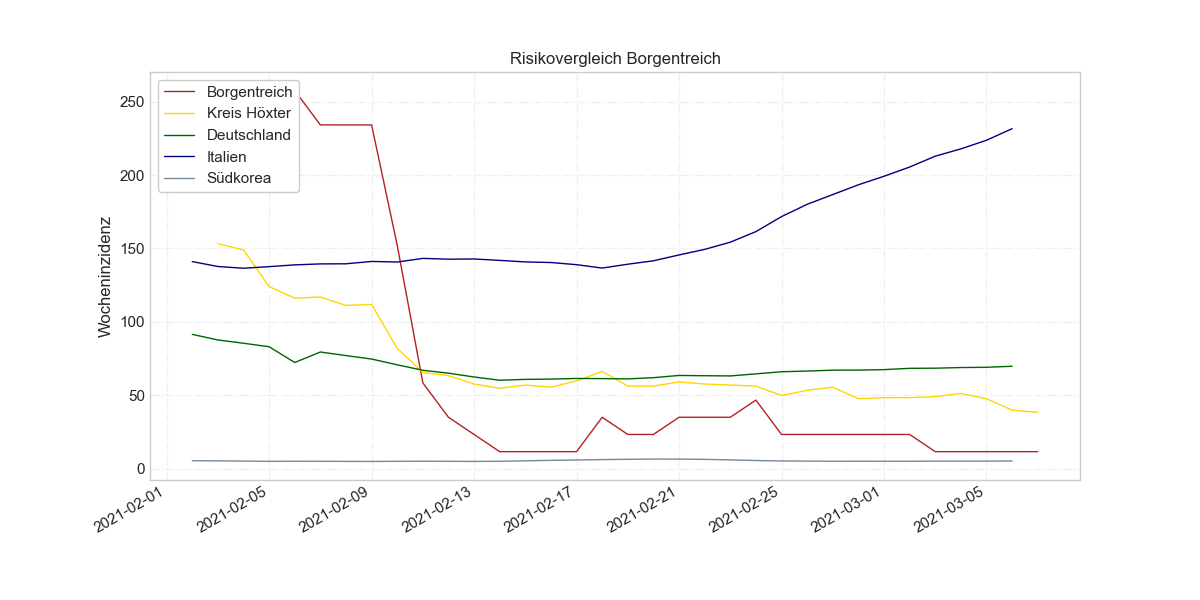 Risikovergleich Borgentreich
Borgentreich
Kreis Höxter
Deutschland
Italien
Südkorea
Wocheninzidenz
250
200
150
100
50
0
2021-02-01
2021-02-05
2021-02-09
2021-02-13
2021-02-17
2021-02-21
2021-02-25
2021-03-01
2021-03-05